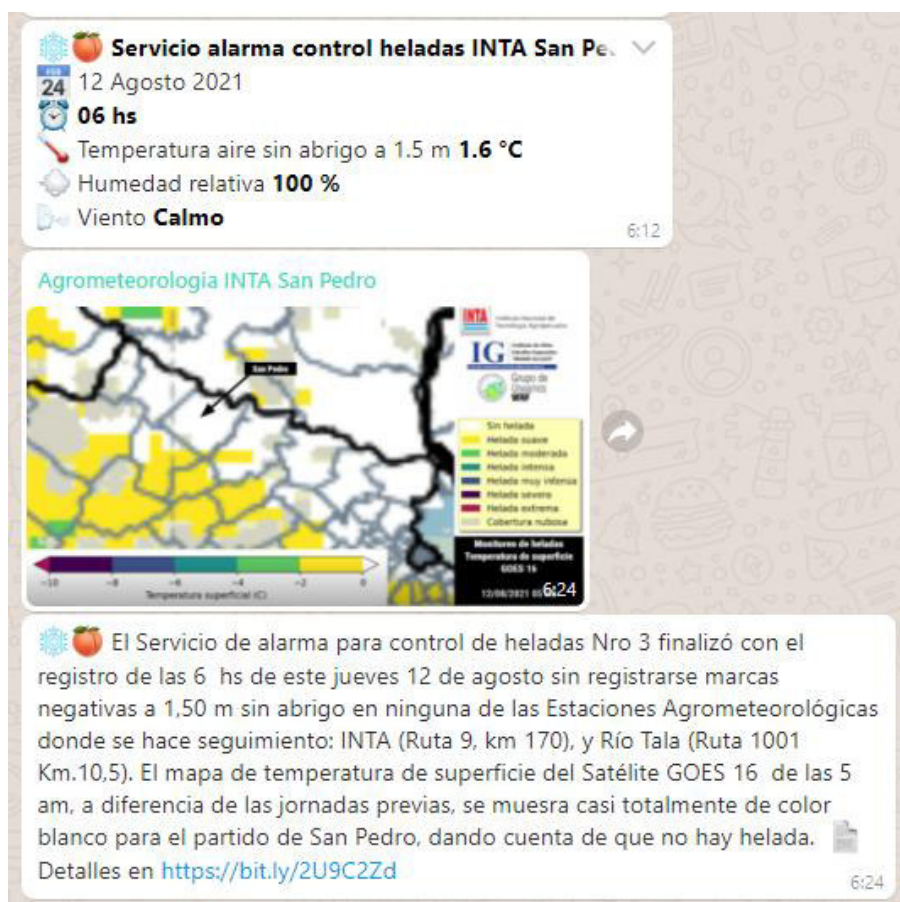 Servicio alarma control heladas INTA San Pe.
24 12 Agosto 2021
06 hs
Temperatura aire sin abrigo a 1.5 m 1.6 °C
Humedad relativa 100 %
Viento Calmo
6:12
Agrometeorologia INTA San Pedro
San Pedro
INTA
IG
Grupo de
Usuarios
WRF
Sin helada
Helada suave
Helada moderada
Helada intensa
Helada muy intensa
Helada severa
Helada extrema
Cobertura nubosa
Monitoreo de heladas
Temperatura de superficie
GOES 16
12/08/2021 05
6:24
-10 -8 -6 -4 -2 0
Temperatura superficial (C)
El Servicio de alarma para control de heladas Nro 3 finalizó con el
registro de las 6 hs de este jueves 12 de agosto sin registrarse marcas
negativas a 1,50 m sin abrigo en ninguna de las Estaciones Agrometeorológicas
donde se hace seguimiento: INTA (Ruta 9, km 170), y Río Tala (Ruta 1001
Km.10,5). El mapa de temperatura de superficie del Satélite GOES 16 de las 5
am, a diferencia de las jornadas previas, se muesra casi totalmente de color
blanco para el partido de San Pedro, dando cuenta de que no hay helada.
Detalles en https://bit.ly/2U9C2Zd
6:24